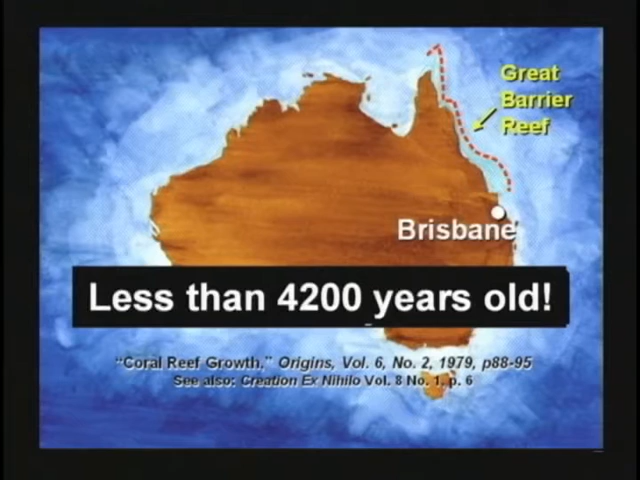 Great
Barrier
Reef
Brisbane
Less than 4200 years old!
"Coral Reef Growth," Origins, Vol. 6, No. 2, 1979, p88-95
See also: Creation Ex Nihilo Vol. 8 No. 1, p. 6